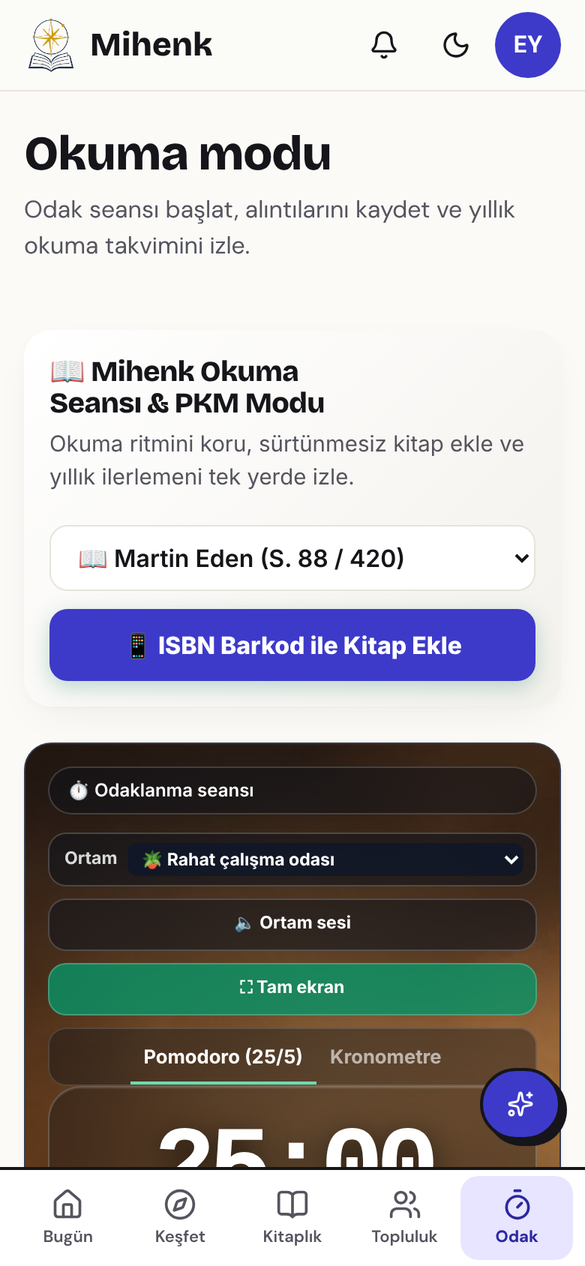 Mihenk
EY
Okuma modu
Odak seansı başlat, alıntılarını kaydet ve yıllık
okuma takvimini izle.
📖 Mihenk Okuma
Seansı & PKM Modu
Okuma ritmini koru, sürtünmesiz kitap ekle ve
yıllık ilerlemeni tek yerde izle.
📖 Martin Eden (S. 88 / 420)
📱 ISBN Barkod ile Kitap Ekle
⏱️ Odaklanma seansı
Ortam 🪴 Rahat çalışma odası
🔈 Ortam sesi
⛶ Tam ekran
Pomodoro (25/5) Kronometre
25:00
Bugün Keşfet Kitaplık Topluluk Odak